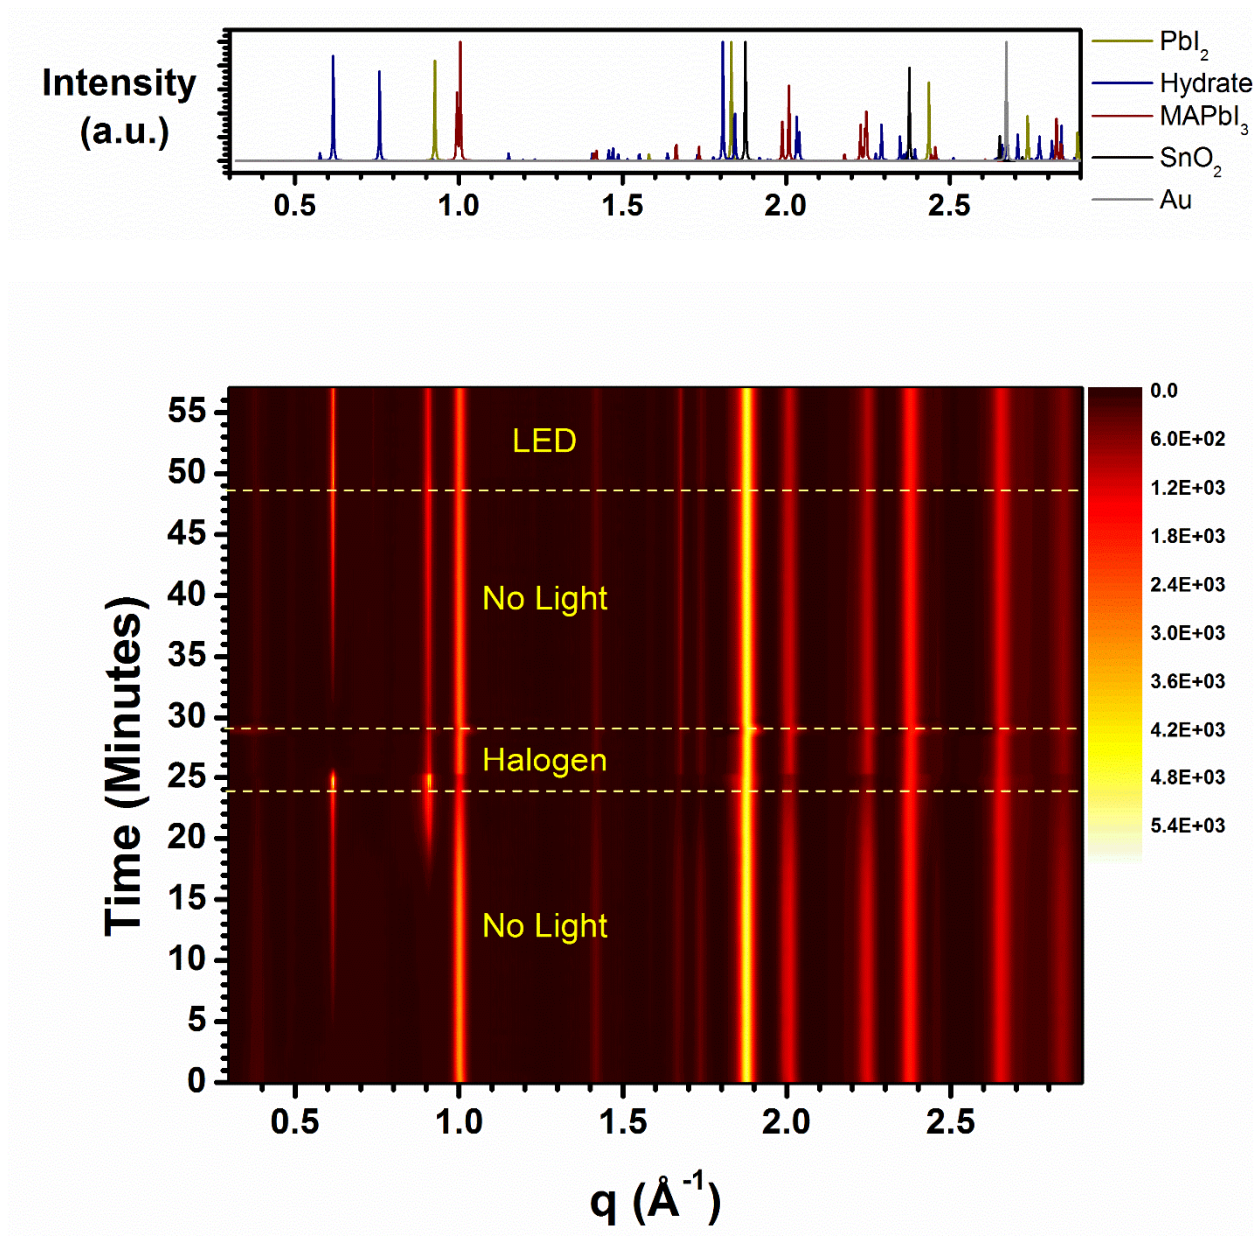 Intensity
(a.u.)
PbI₂
Hydrate
MAPbI₃
SnO₂
Au
0.5 1.0 1.5 2.0 2.5
Time (Minutes)
55
50
45
40
35
30
25
20
15
10
5
0
LED
No Light
Halogen
No Light
0.0
6.0E+02
1.2E+03
1.8E+03
2.4E+03
3.0E+03
3.6E+03
4.2E+03
4.8E+03
5.4E+03
0.5 1.0 1.5 2.0 2.5
q (Å⁻¹)